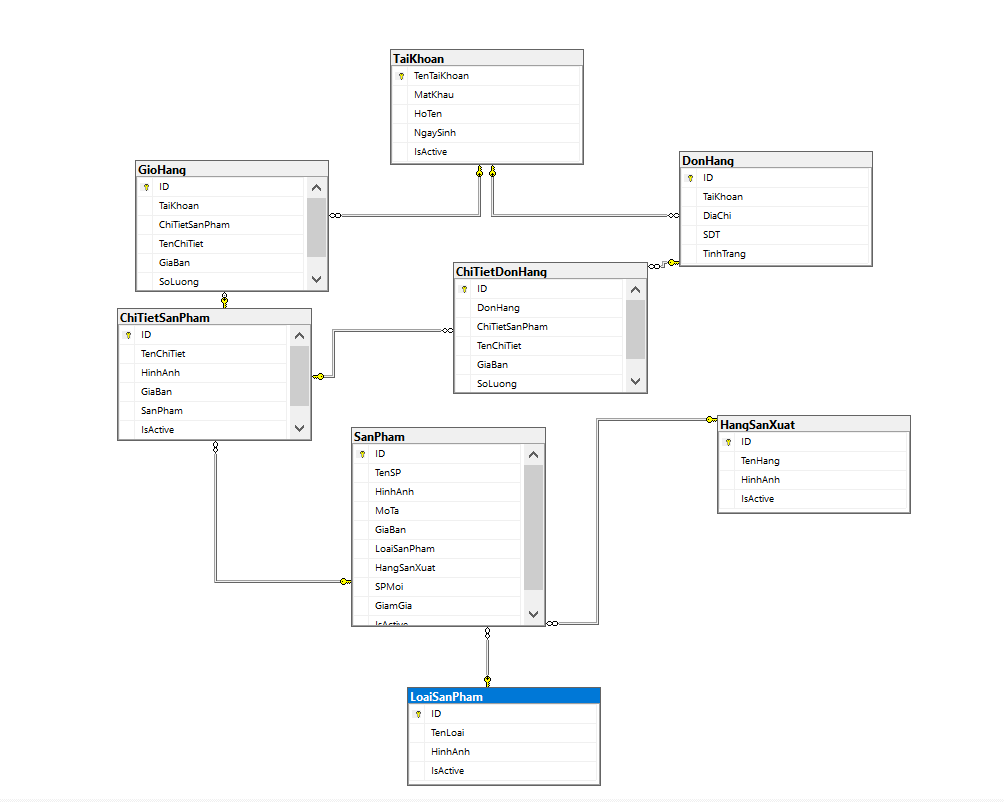 TaiKhoan
TenTaiKhoan
MatKhau
HoTen
NgaySinh
IsActive
GioHang
ID
TaiKhoan
ChiTietSanPham
TenChiTiet
GiaBan
SoLuong
DonHang
ID
TaiKhoan
DiaChi
SDT
TinhTrang
ChiTietDonHang
ID
DonHang
ChiTietSanPham
TenChiTiet
GiaBan
SoLuong
ChiTietSanPham
ID
TenChiTiet
HinhAnh
GiaBan
SanPham
IsActive
SanPham
ID
TenSP
HinhAnh
MoTa
GiaBan
LoaiSanPham
HangSanXuat
SPMoi
GiamGia
IsActive
HangSanXuat
ID
TenHang
HinhAnh
IsActive
LoaiSanPham
ID
TenLoai
HinhAnh
IsActive